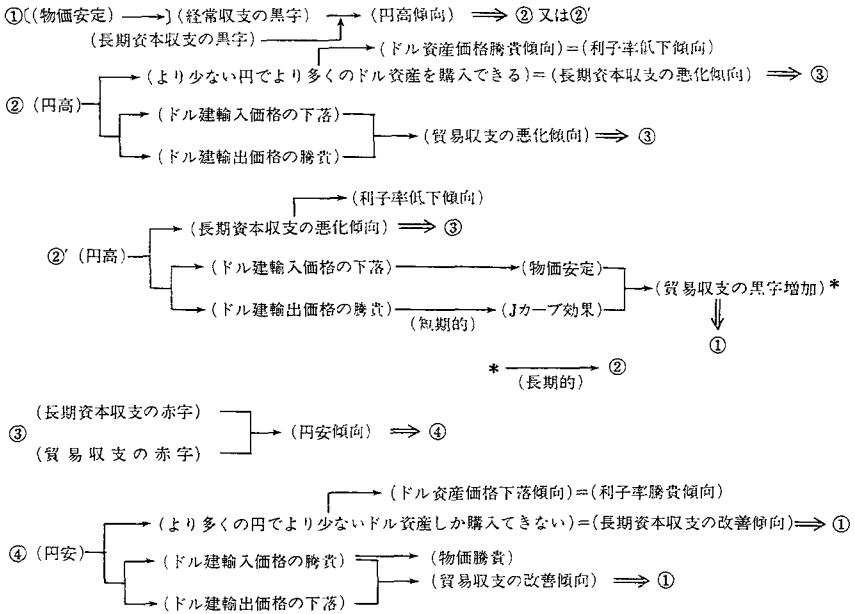 ①〔(物価安定) →〕(経常収支の黒字) → (円高傾向) ⇒ ②又は②′
(長期資本収支の黒字)
(ドル資産価格騰貴傾向)＝(利子率低下傾向)
(より少ない円でより多くのドル資産を購入できる)＝(長期資本収支の悪化傾向) ⇒ ③
②(円高)
(ドル建輸入価格の下落)
(貿易収支の悪化傾向) ⇒ ③
(ドル建輸出価格の騰貴)
(利子率低下傾向)
(長期資本収支の悪化傾向) ⇒ ③
②′(円高)
(ドル建輸入価格の下落) → (物価安定)
(貿易収支の黒字増加)*
(ドル建輸出価格の騰貴) → (Jカーブ効果)
(短期的)
①
* → ②
(長期的)
(長期資本収支の赤字)
③ (円安傾向) ⇒ ④
(貿易収支の赤字)
(ドル資産価格下落傾向)＝(利子率騰貴傾向)
(より多くの円でより少ないドル資産しか購入できない)＝(長期資本収支の改善傾向) ⇒ ①
④(円安)
(ドル建輸入価格の騰貴) → (物価騰貴)
(貿易収支の改善傾向) ⇒ ①
(ドル建輸出価格の下落)